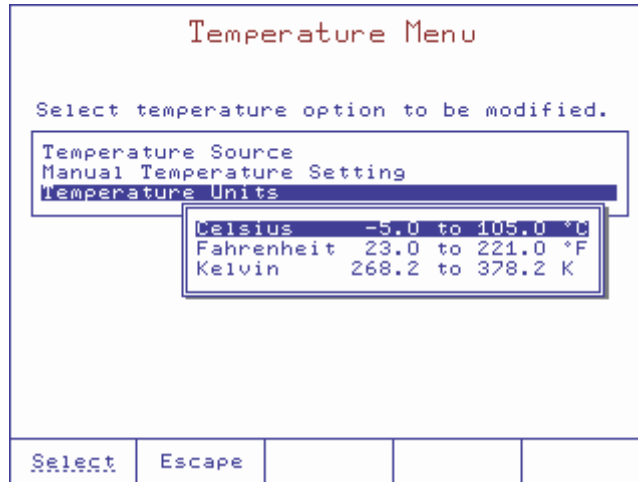 Temperature Menu
Select temperature option to be modified.
Temperature Source
Manual Temperature Setting
Temperature Units
Celsius -5.0 to 105.0 °C
Fahrenheit 23.0 to 221.0 °F
Kelvin 268.2 to 378.2 K
Select Escape